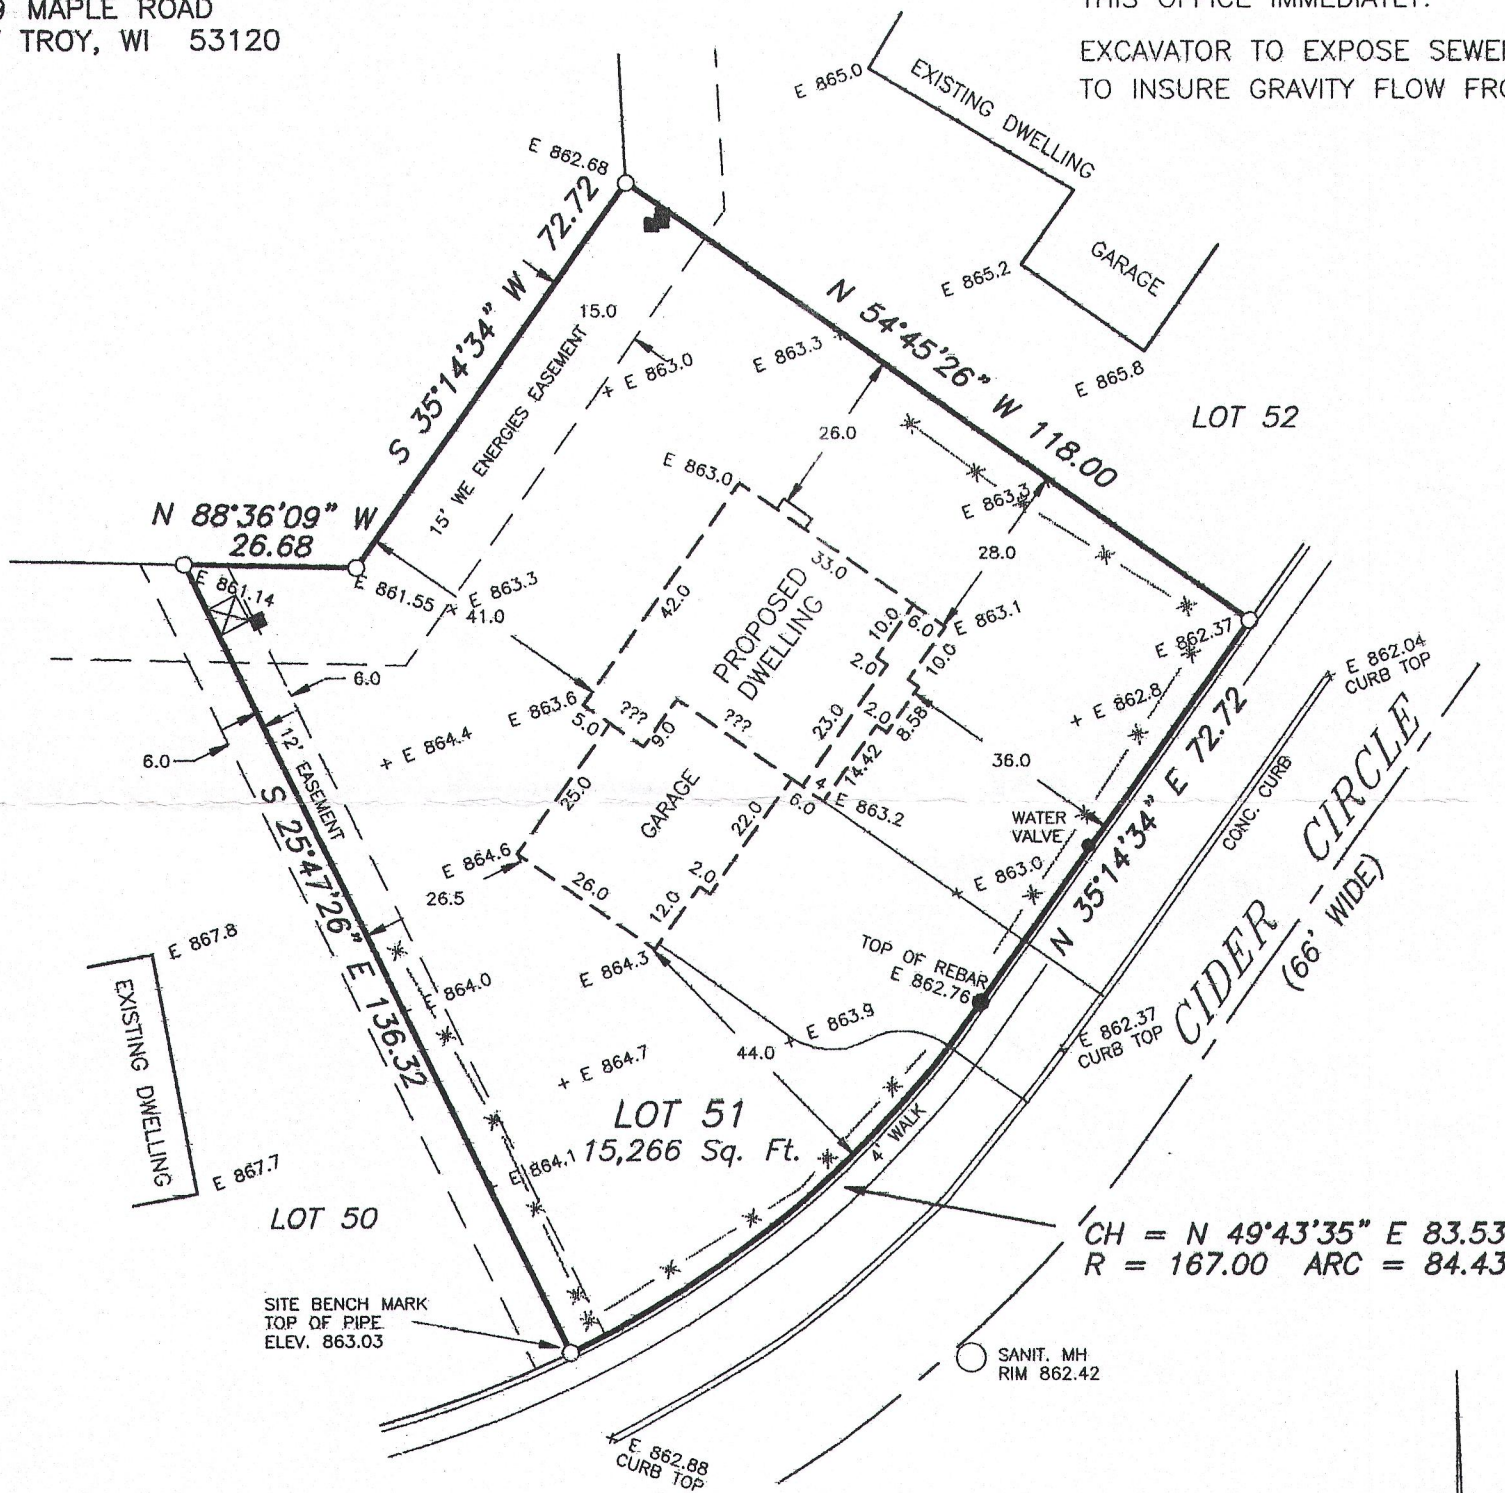 9 MAPLE ROAD
TROY, WI 53120
THIS OFFICE IMMEDIATELY.
EXCAVATOR TO EXPOSE SEWER
TO INSURE GRAVITY FLOW FRO
E 865.0
EXISTING DWELLING
GARAGE
E 865.2
E 865.8
LOT 52
E 862.68
S 35°14'34" W 72.72
15' WE ENERGIES EASEMENT
15.0
E 863.0
E 863.3
N 54°45'26" W 118.00
26.0
E 863.0
E 863.3
28.0
N 88°36'09" W
26.68
E 861.14
E 861.55
E 863.3
41.0
42.0
33.0
PROPOSED
DWELLING
10.0
6.0
E 863.1
2.0
10.0
E 862.37
E 862.04
CURB TOP
6.0
E 863.6
5.0
???
9.0
???
23.0
2.0
8.58
14.42
E 862.8
36.0
E 864.4
6.0
12' EASEMENT
25.0
GARAGE
22.0
6.0
4
E 863.2
WATER
VALVE
N 35°14'34" E 72.72
CONC. CURB
CIDER CIRCLE
(66' WIDE)
S 25°47'26" E 136.32
E 864.6
26.5
26.0
2.0
12.0
E 863.0
E 867.8
EXISTING DWELLING
E 867.7
E 864.0
E 864.3
TOP OF REBAR
E 862.76
E 863.9
44.0
E 862.37
CURB TOP
E 864.7
LOT 51
15,266 Sq. Ft.
E 864.1
4' WALK
LOT 50
CH = N 49°43'35" E 83.53
R = 167.00 ARC = 84.43
SITE BENCH MARK
TOP OF PIPE
ELEV. 863.03
SANIT. MH
RIM 862.42
E 862.88
CURB TOP